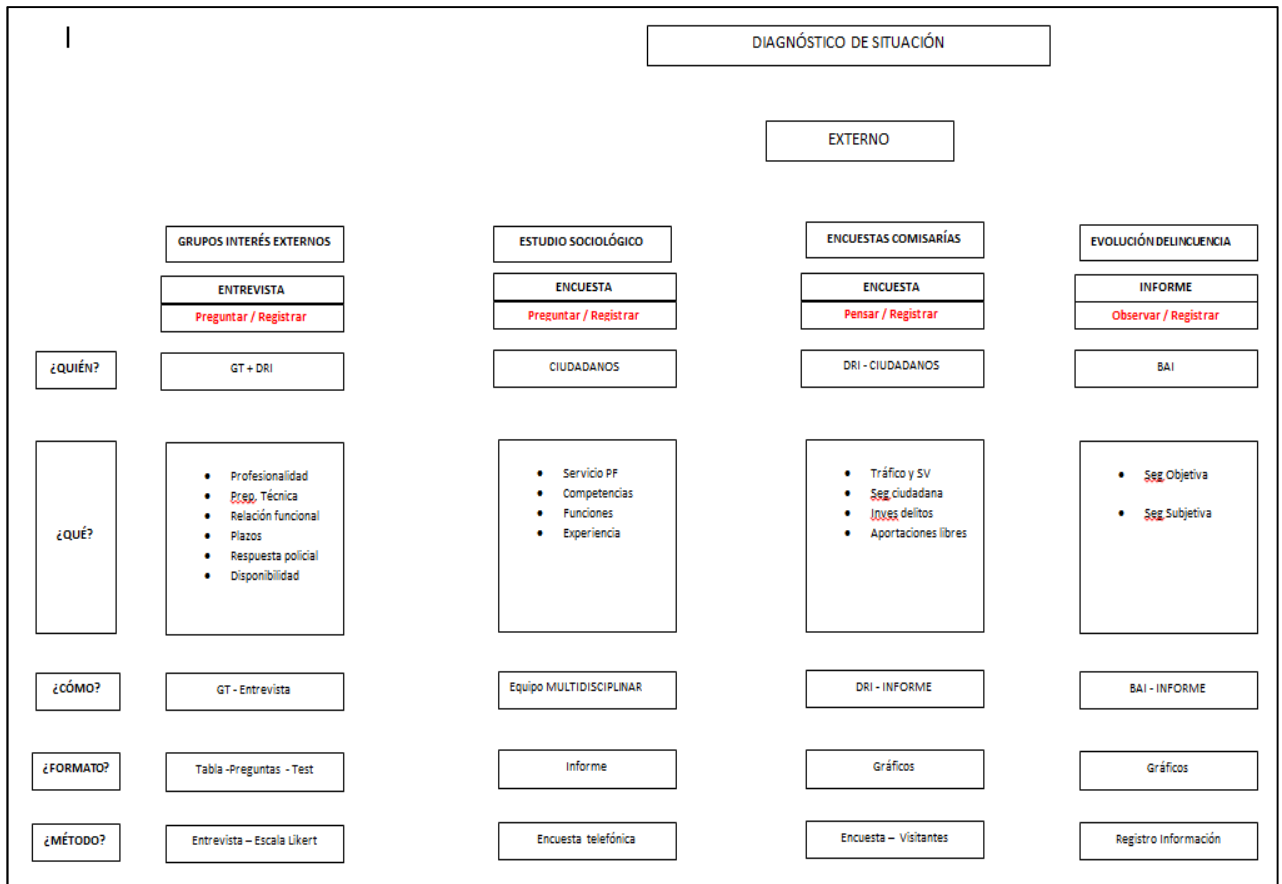 DIAGNÓSTICO DE SITUACIÓN
EXTERNO
GRUPOS INTERÉS EXTERNOS
ESTUDIO SOCIOLÓGICO
ENCUESTAS COMISARÍAS
EVOLUCIÓN DELINCUENCIA
ENTREVISTA
ENCUESTA
ENCUESTA
INFORME
Preguntar / Registrar
Preguntar / Registrar
Pensar / Registrar
Observar / Registrar
¿QUIÉN?
GT + DRI
CIUDADANOS
DRI - CIUDADANOS
BAI
¿QUÉ?
• Profesionalidad
• Prep. Técnica
• Relación funcional
• Plazos
• Respuesta policial
• Disponibilidad
• Servicio PF
• Competencias
• Funciones
• Experiencia
• Tráfico y SV
• Seg.ciudadana
• Inves delitos
• Aportaciones libres
• Seg.Objetiva
• Seg.Subjetiva
¿CÓMO?
GT - Entrevista
Equipo MULTIDISCIPLINAR
DRI - INFORME
BAI - INFORME
¿FORMATO?
Tabla -Preguntas - Test
Informe
Gráficos
Gráficos
¿MÉTODO?
Entrevista – Escala Likert
Encuesta telefónica
Encuesta – Visitantes
Registro Información